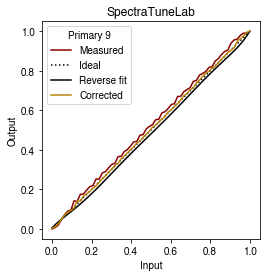 SpectraTuneLab
Primary 9
Measured
Ideal
Reverse fit
Corrected
1.0
0.8
0.6
0.4
0.2
0.0
Output
0.0 0.2 0.4 0.6 0.8 1.0
Input